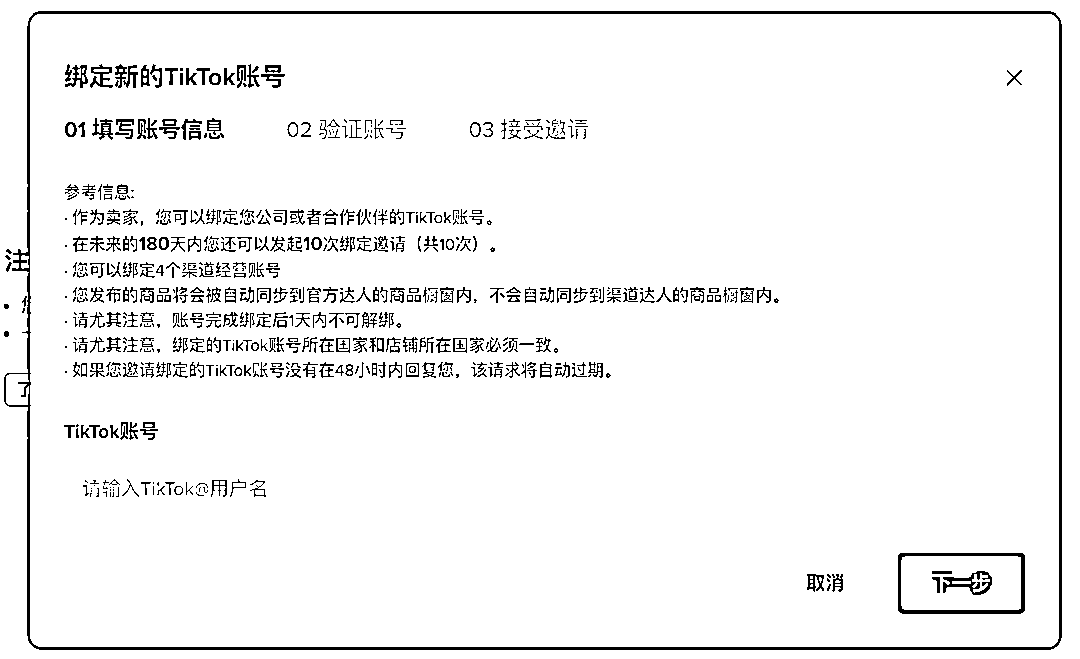 绑定新的TikTok账号
01 填写账号信息 02 验证账号 03 接受邀请
参考信息:
· 作为卖家，您可以绑定您公司或者合作伙伴的TikTok账号。
· 在未来的180天内您还可以发起10次绑定邀请（共10次）。
· 您可以绑定4个渠道经营账号
· 您发布的商品将会被自动同步到官方达人的商品橱窗内，不会自动同步到渠道达人的商品橱窗内。
· 请尤其注意，账号完成绑定后1天内不可解绑。
· 请尤其注意，绑定的TikTok账号所在国家和店铺所在国家必须一致。
· 如果您邀请绑定的TikTok账号没有在48小时内回复您，该请求将自动过期。
注
TikTok账号
请输入TikTok@用户名
取消 下一步